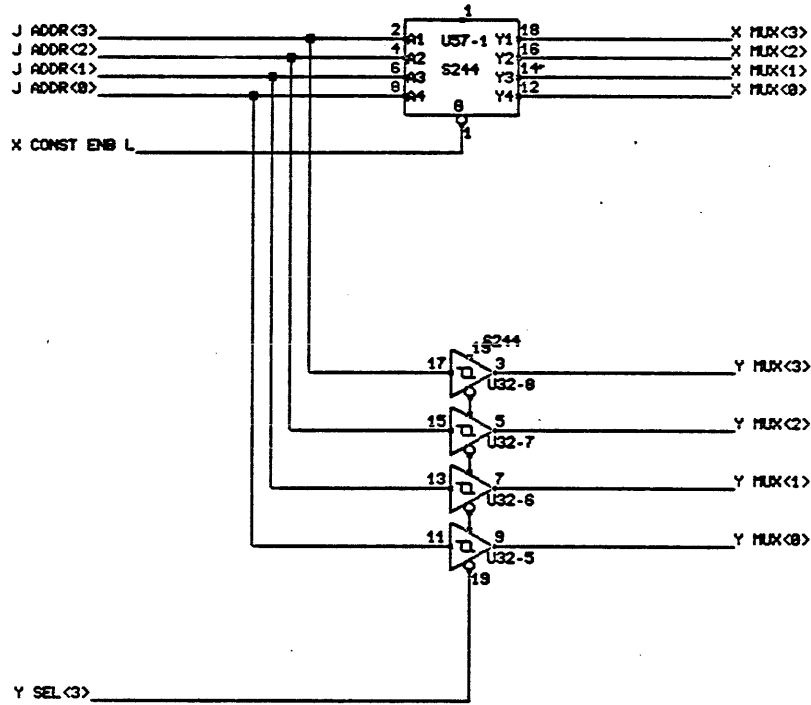 1
J ADDR<3> 2 A1 U57-1 Y1 18 X MUX<3>
J ADDR<2> 4 A2 Y2 16 X MUX<2>
J ADDR<1> 6 A3 S244 Y3 14 X MUX<1>
J ADDR<0> 8 A4 Y4 12 X MUX<0>
8
X CONST ENB L 1
S244
19
17 3 Y MUX<3>
U32-8
15 5 Y MUX<2>
U32-7
13 7 Y MUX<1>
U32-6
11 9 Y MUX<0>
U32-5
19
Y SEL<3>